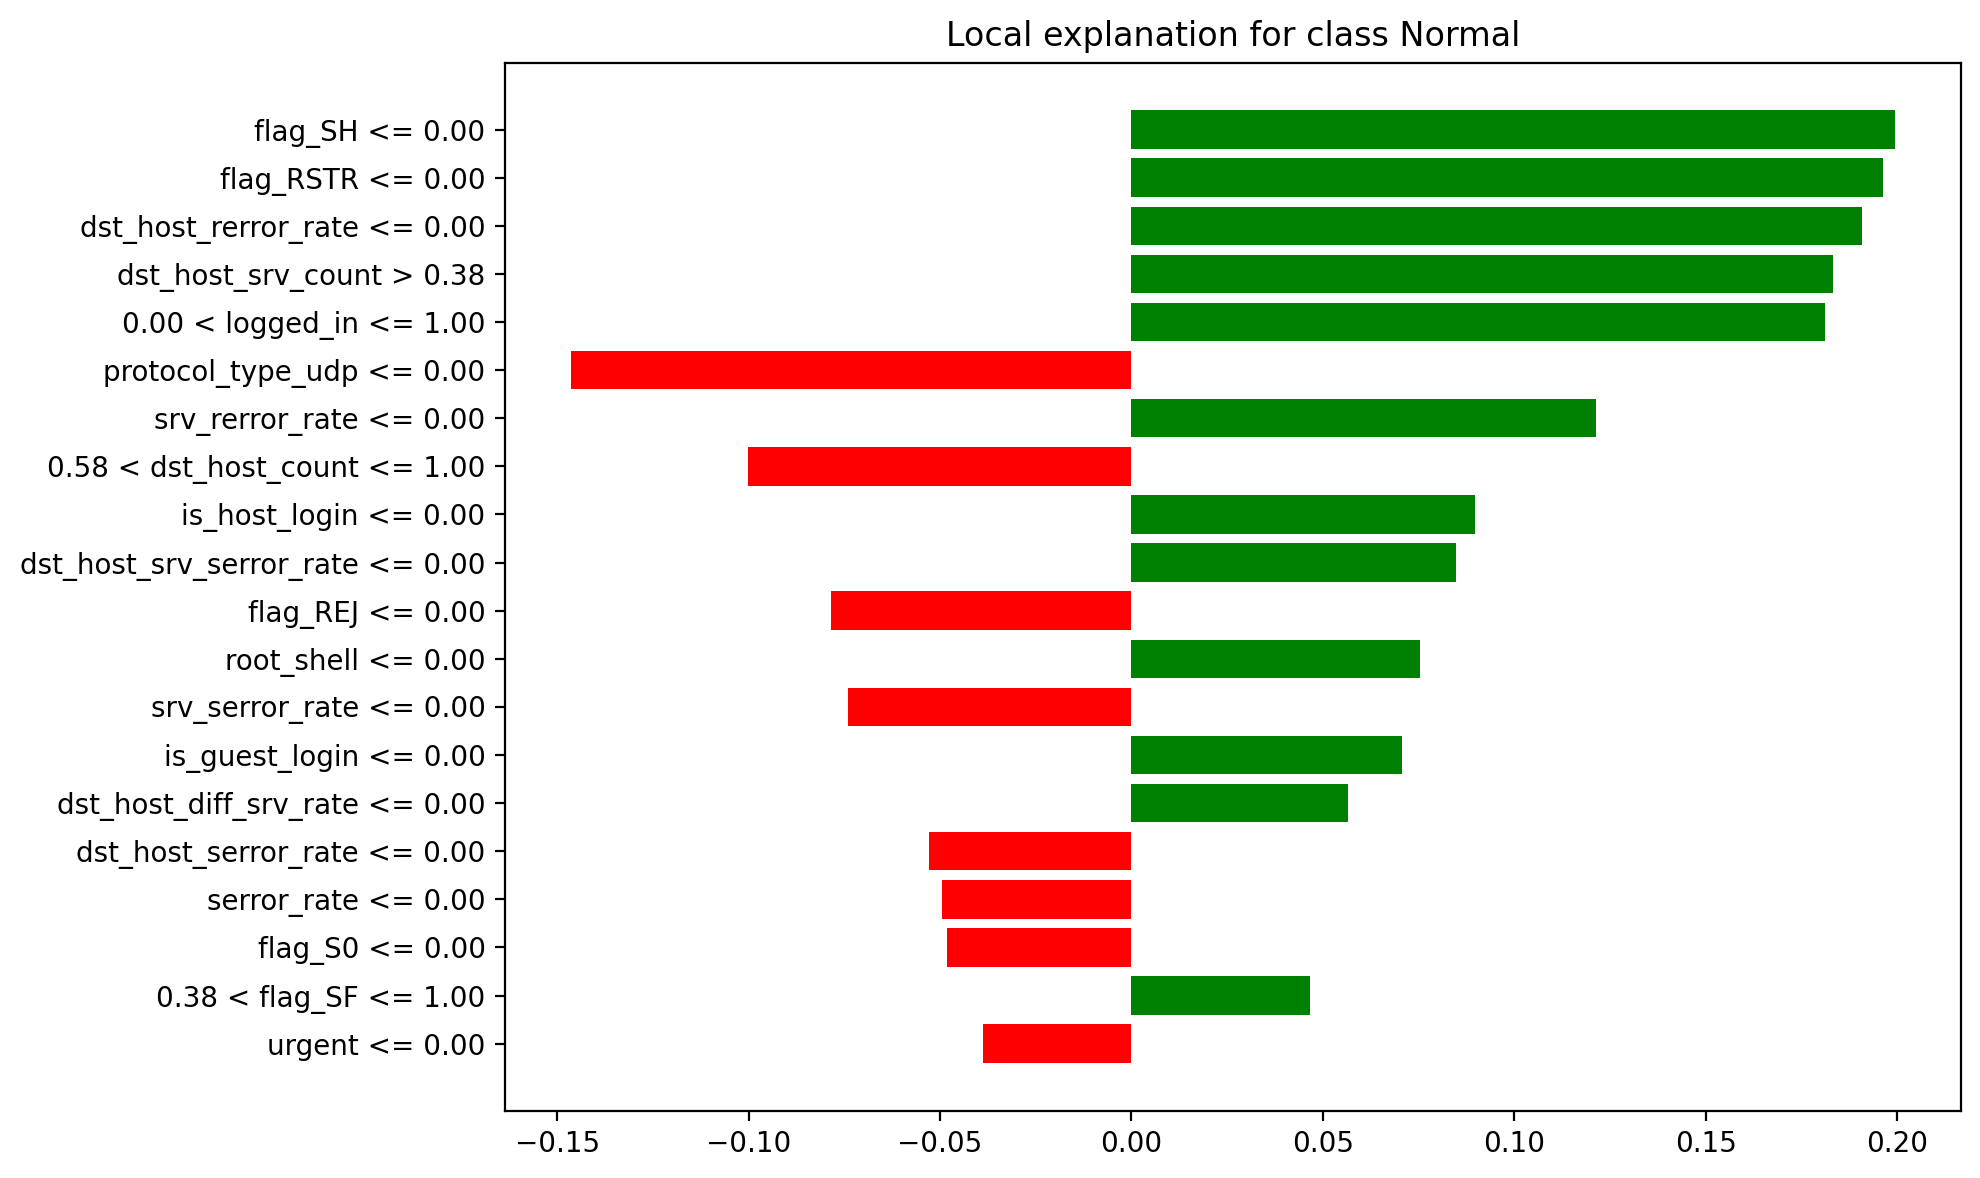 Local explanation for class Normal
flag_SH <= 0.00
flag_RSTR <= 0.00
dst_host_rerror_rate <= 0.00
dst_host_srv_count > 0.38
0.00 < logged_in <= 1.00
protocol_type_udp <= 0.00
srv_rerror_rate <= 0.00
0.58 < dst_host_count <= 1.00
is_host_login <= 0.00
dst_host_srv_serror_rate <= 0.00
flag_REJ <= 0.00
root_shell <= 0.00
srv_serror_rate <= 0.00
is_guest_login <= 0.00
dst_host_diff_srv_rate <= 0.00
dst_host_serror_rate <= 0.00
serror_rate <= 0.00
flag_S0 <= 0.00
0.38 < flag_SF <= 1.00
urgent <= 0.00
−0.15 −0.10 −0.05 0.00 0.05 0.10 0.15 0.20